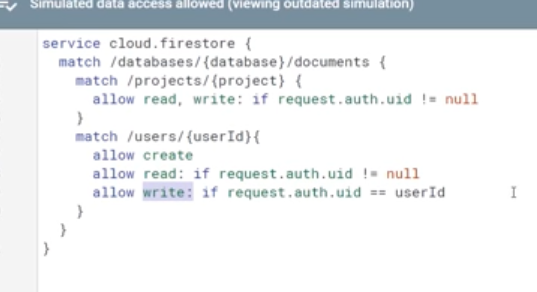 Simulated data access allowed (viewing outdated simulation)
service cloud.firestore {
match /databases/{database}/documents {
match /projects/{project} {
allow read, write: if request.auth.uid != null
}
match /users/{userId}{
allow create
allow read: if request.auth.uid != null
allow write: if request.auth.uid == userId
}
}
}